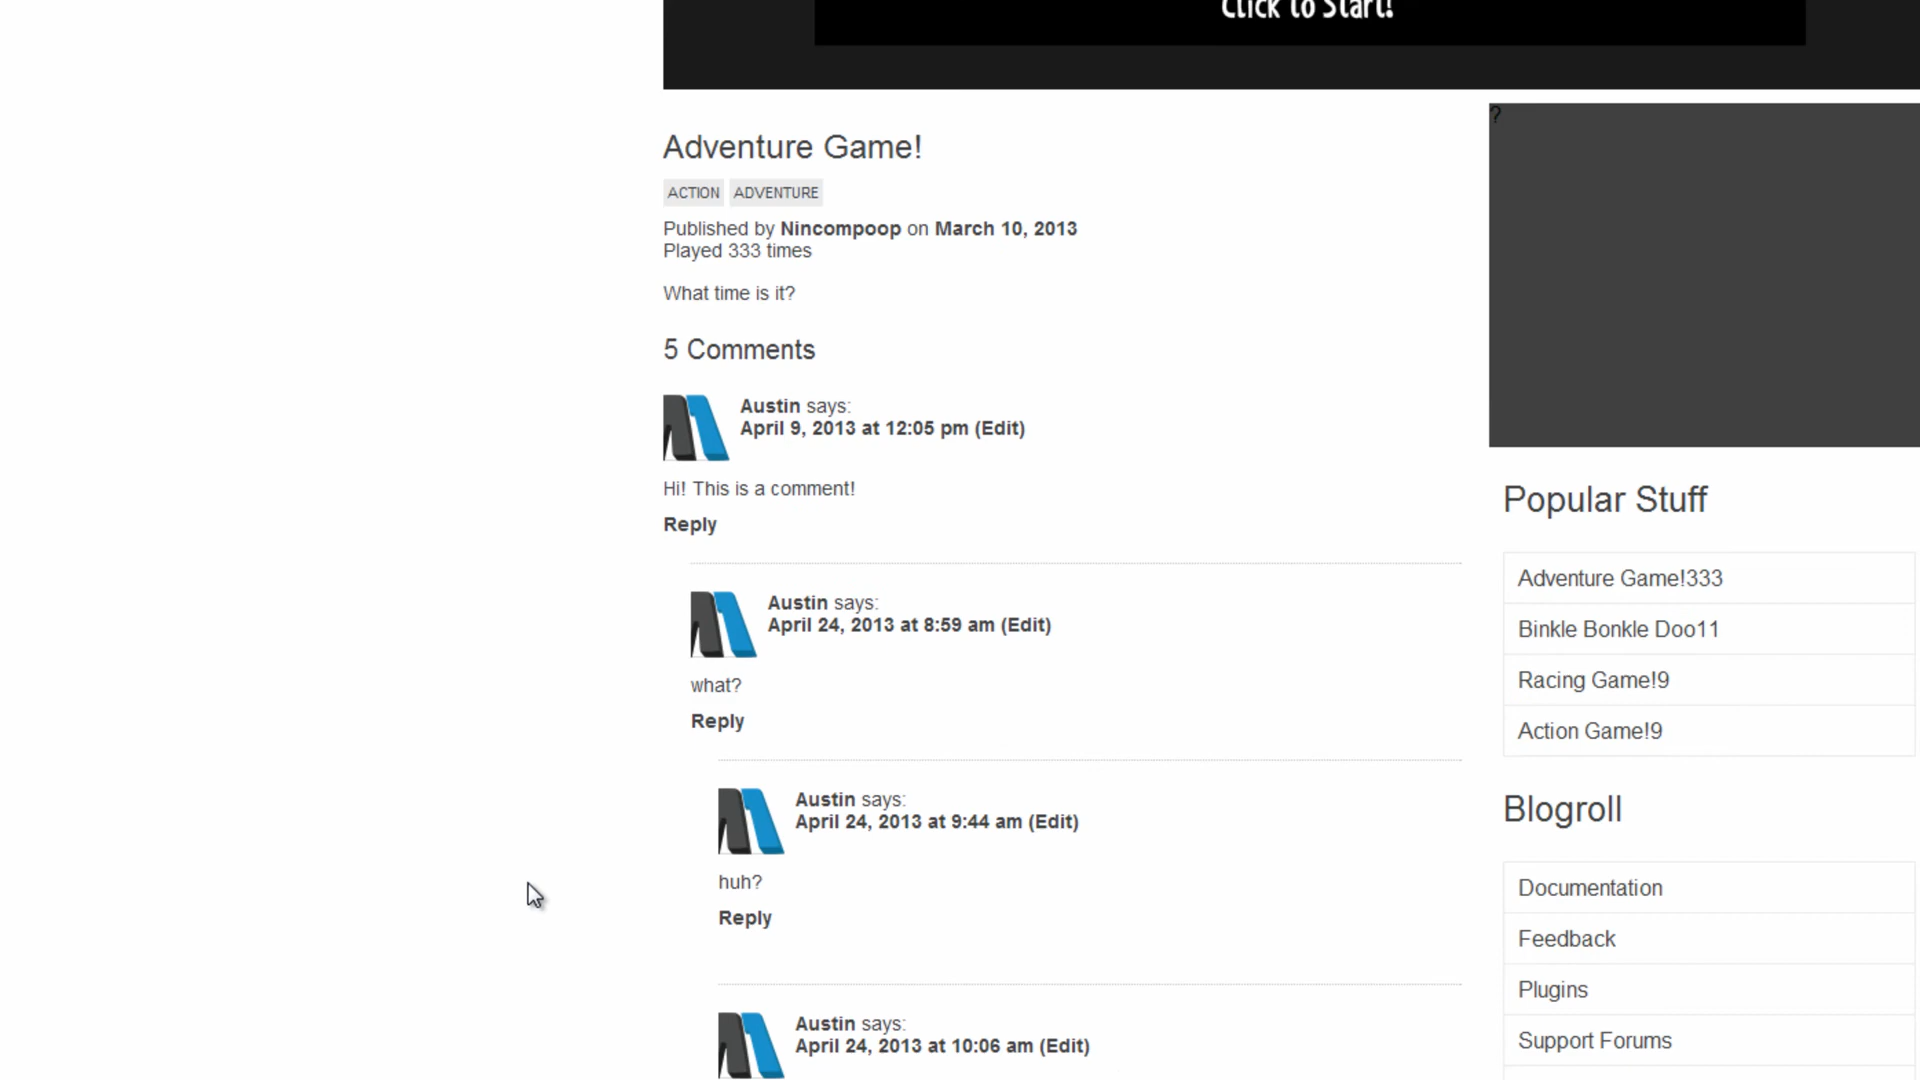 Click to Start!
Adventure Game!
ACTION ADVENTURE
Published by Nincompoop on March 10, 2013
Played 333 times
What time is it?
5 Comments
Austin says:
April 9, 2013 at 12:05 pm (Edit)
Hi! This is a comment!
Reply
Austin says:
April 24, 2013 at 8:59 am (Edit)
what?
Reply
Austin says:
April 24, 2013 at 9:44 am (Edit)
huh?
Reply
Austin says:
April 24, 2013 at 10:06 am (Edit)
?
Popular Stuff
Adventure Game!333
Binkle Bonkle Doo11
Racing Game!9
Action Game!9
Blogroll
Documentation
Feedback
Plugins
Support Forums